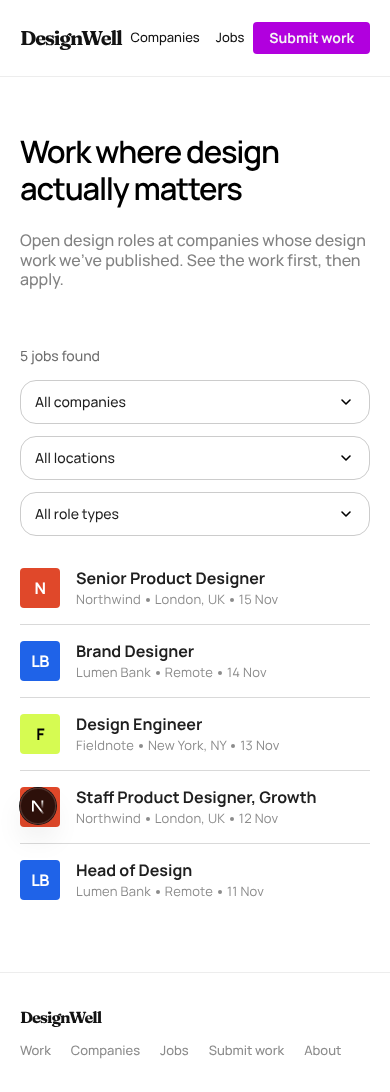 DesignWell Companies Jobs Submit work
Work where design
actually matters
Open design roles at companies whose design
work we've published. See the work first, then
apply.
5 jobs found
All companies
All locations
All role types
N
Senior Product Designer
Northwind • London, UK • 15 Nov
LB
Brand Designer
Lumen Bank • Remote • 14 Nov
F
Design Engineer
Fieldnote • New York, NY • 13 Nov
N
Staff Product Designer, Growth
Northwind • London, UK • 12 Nov
LB
Head of Design
Lumen Bank • Remote • 11 Nov
DesignWell
Work Companies Jobs Submit work About